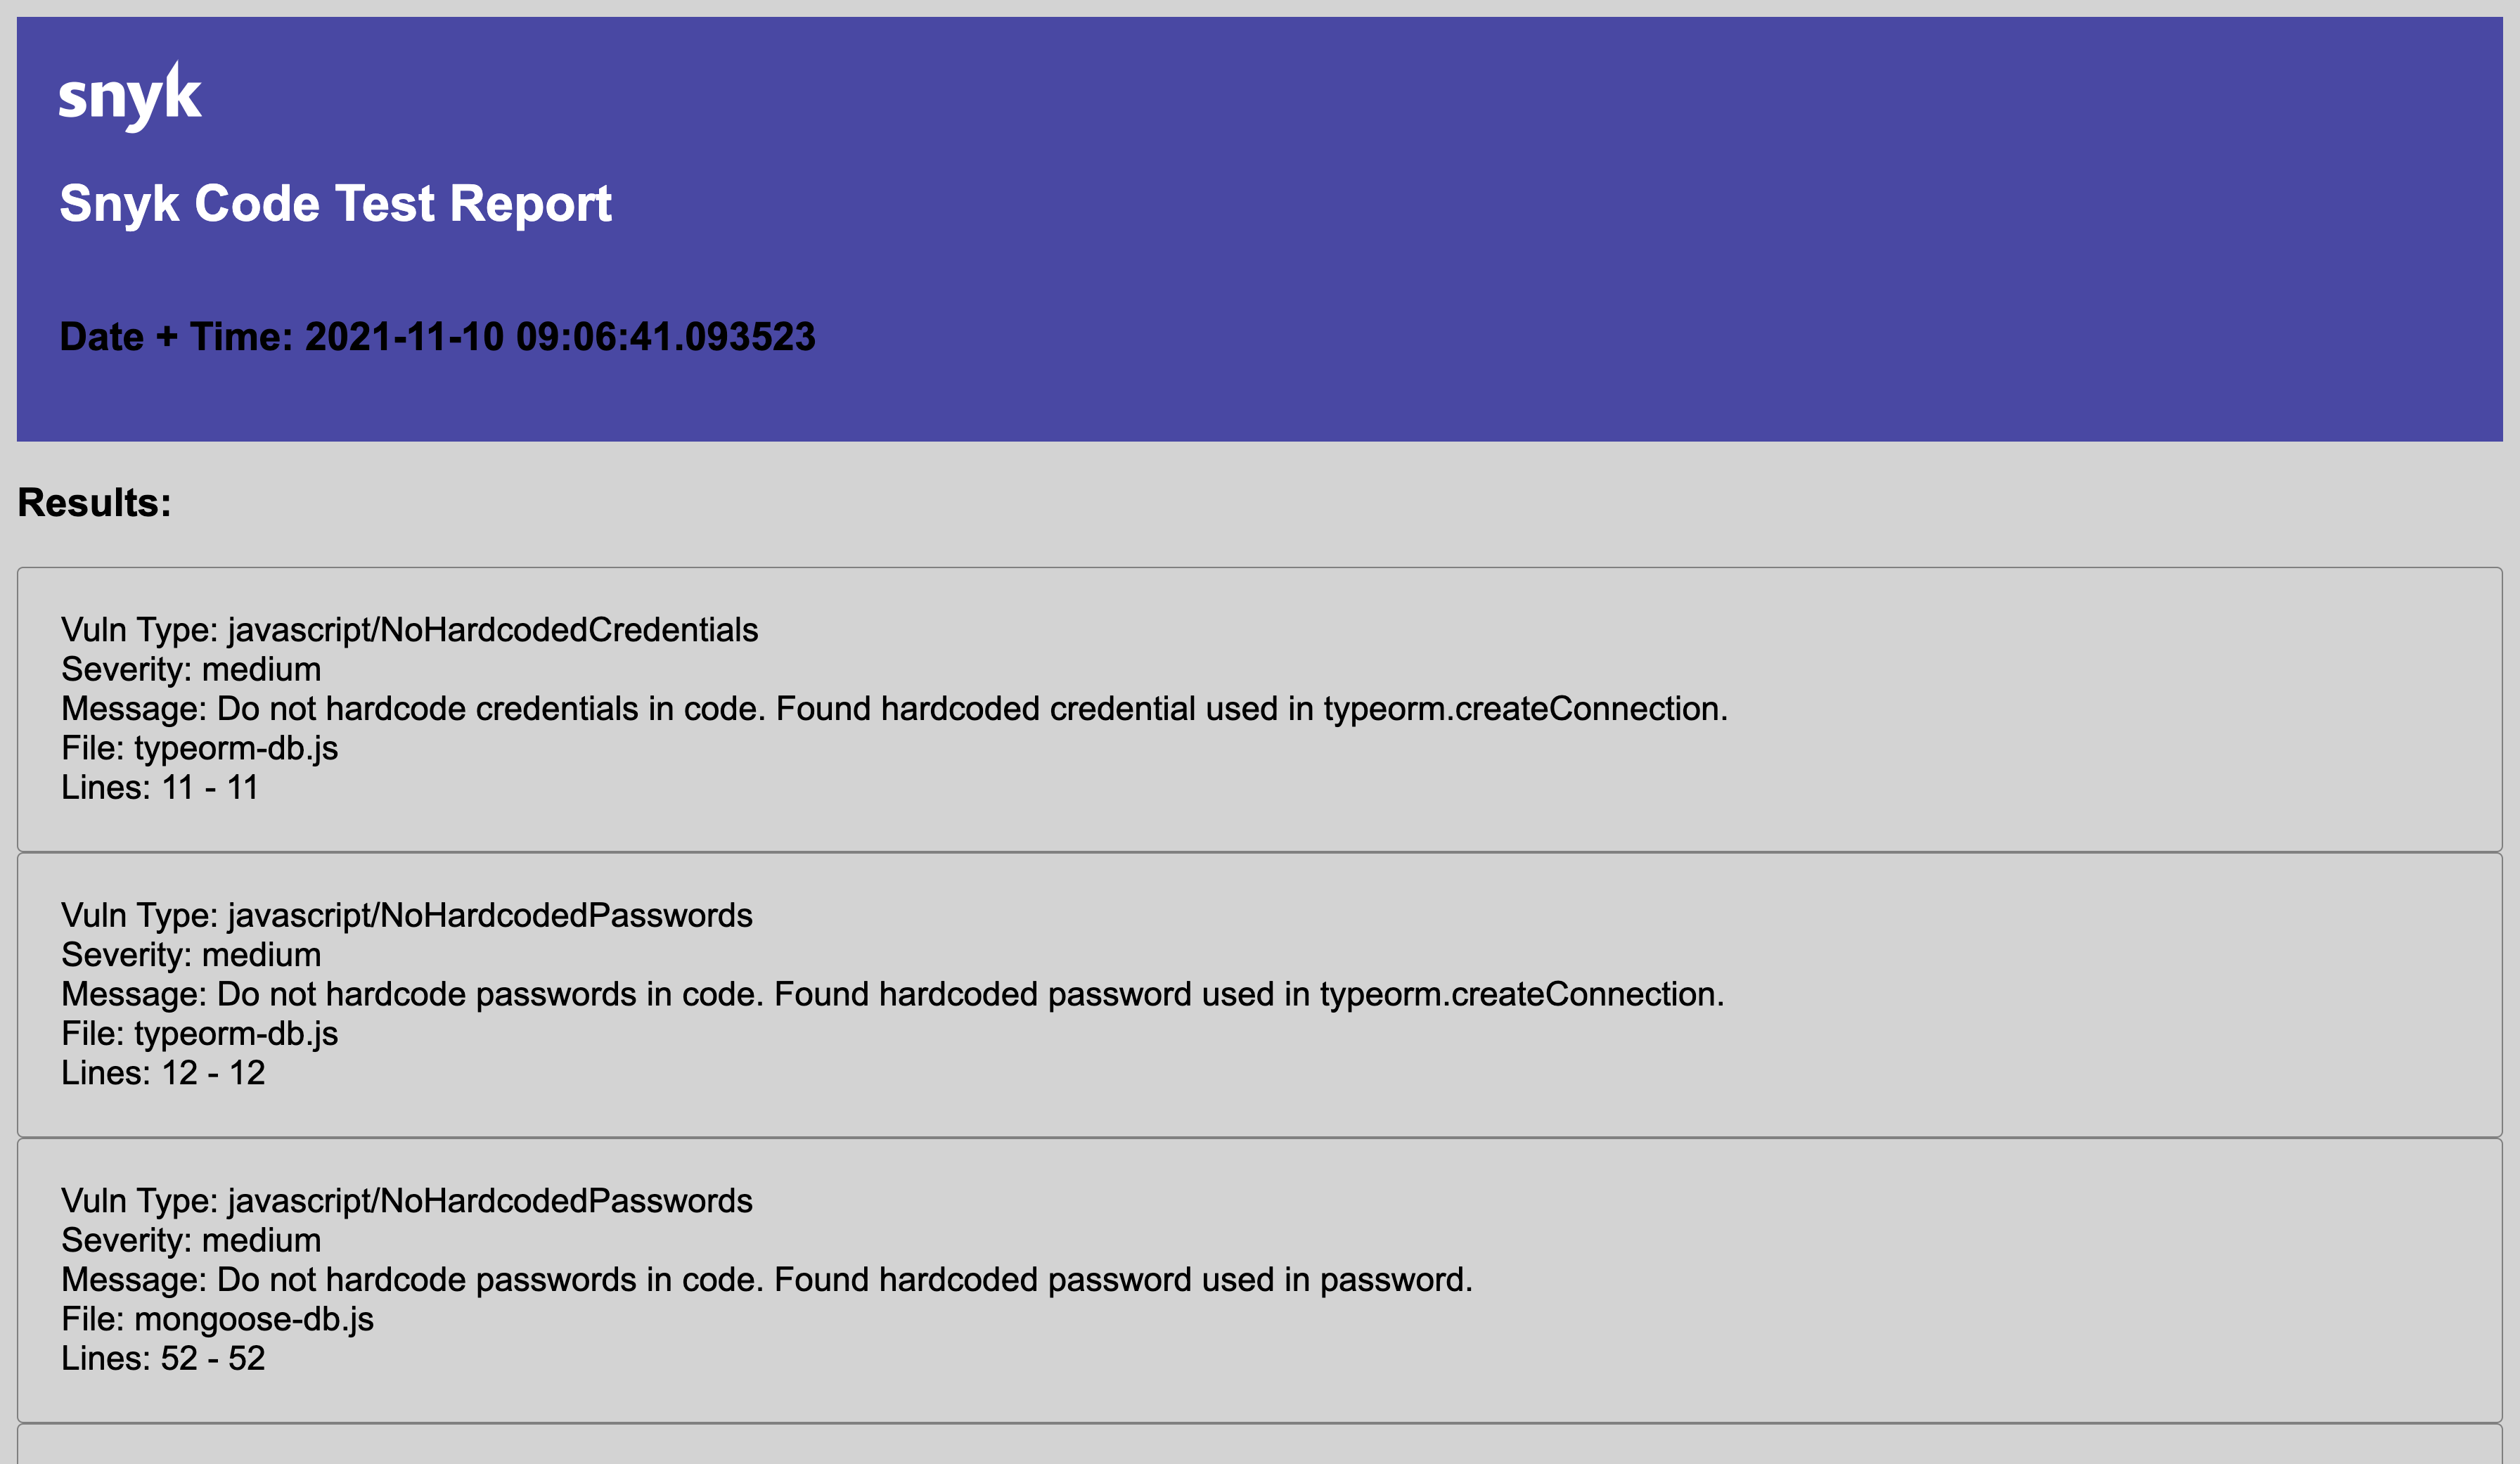 snyk
Snyk Code Test Report
Date + Time: 2021-11-10 09:06:41.093523
Results:
Vuln Type: javascript/NoHardcodedCredentials
Severity: medium
Message: Do not hardcode credentials in code. Found hardcoded credential used in typeorm.createConnection.
File: typeorm-db.js
Lines: 11 - 11
Vuln Type: javascript/NoHardcodedPasswords
Severity: medium
Message: Do not hardcode passwords in code. Found hardcoded password used in typeorm.createConnection.
File: typeorm-db.js
Lines: 12 - 12
Vuln Type: javascript/NoHardcodedPasswords
Severity: medium
Message: Do not hardcode passwords in code. Found hardcoded password used in password.
File: mongoose-db.js
Lines: 52 - 52